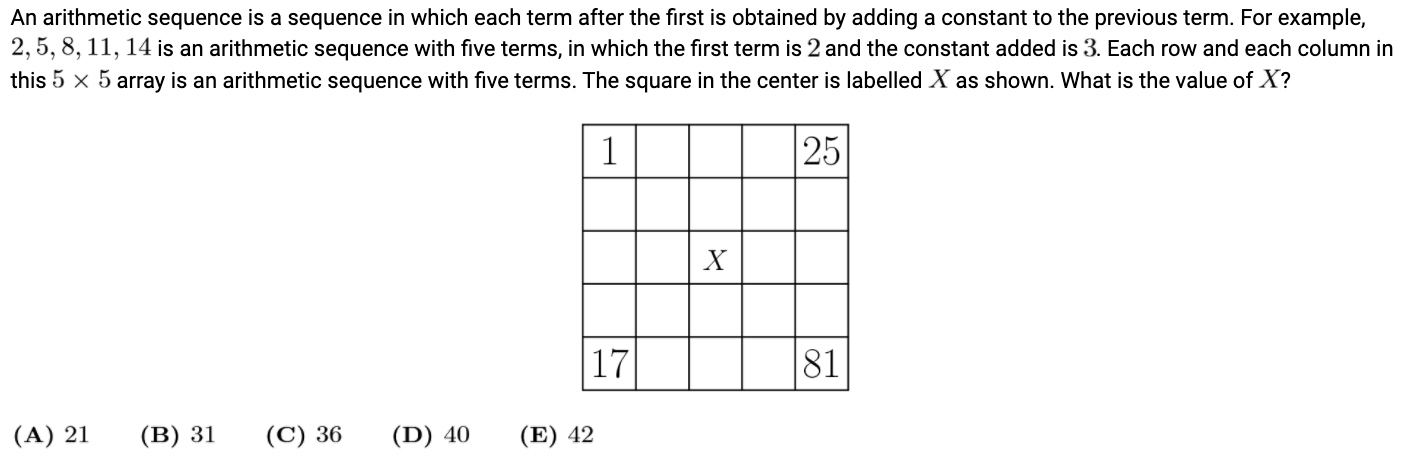 An arithmetic sequence is a sequence in which each term after the first is obtained by adding a constant to the previous term. For example,
2, 5, 8, 11, 14 is an arithmetic sequence with five terms, in which the first term is 2 and the constant added is 3. Each row and each column in
this 5 × 5 array is an arithmetic sequence with five terms. The square in the center is labelled X as shown. What is the value of X?
1 25
X
17 81
(A) 21 (B) 31 (C) 36 (D) 40 (E) 42